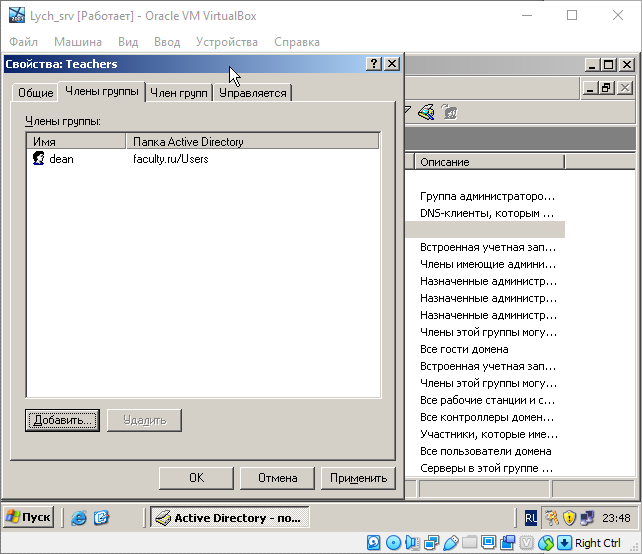 Lych_srv [Работает] - Oracle VM VirtualBox
Файл Машина Вид Ввод Устройства Справка
Свойства: Teachers
Общие Члены группы Член групп Управляется
Члены группы:
Имя Папка Active Directory
dean faculty.ru/Users
Добавить... Удалить
OK Отмена Применить
Описание
Группа администраторо...
DNS-клиенты, которым ...
Встроенная учетная зап...
Члены имеющие админи...
Назначенные администр...
Назначенные администр...
Назначенные администр...
Члены этой группы могу...
Все гости домена
Встроенная учетная зап...
Члены этой группы могу...
Все рабочие станции и с...
Все контроллеры домен...
Участники, которые име...
Все пользователи домена
Серверы в этой группе ...
Пуск Active Directory - по... RU 23:48
Right Ctrl